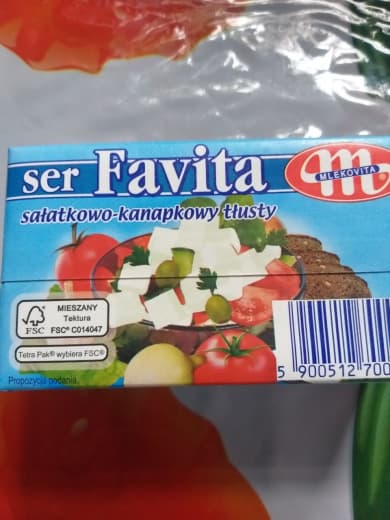 ser Favita
m
MLEKOVITA
sałatkowo-kanapkowy tłusty
FSC
MIESZANY
Tektura
FSC® C014047
Tetra Pak® wybiera FSC®
Propozycja podania.
5 900512 700